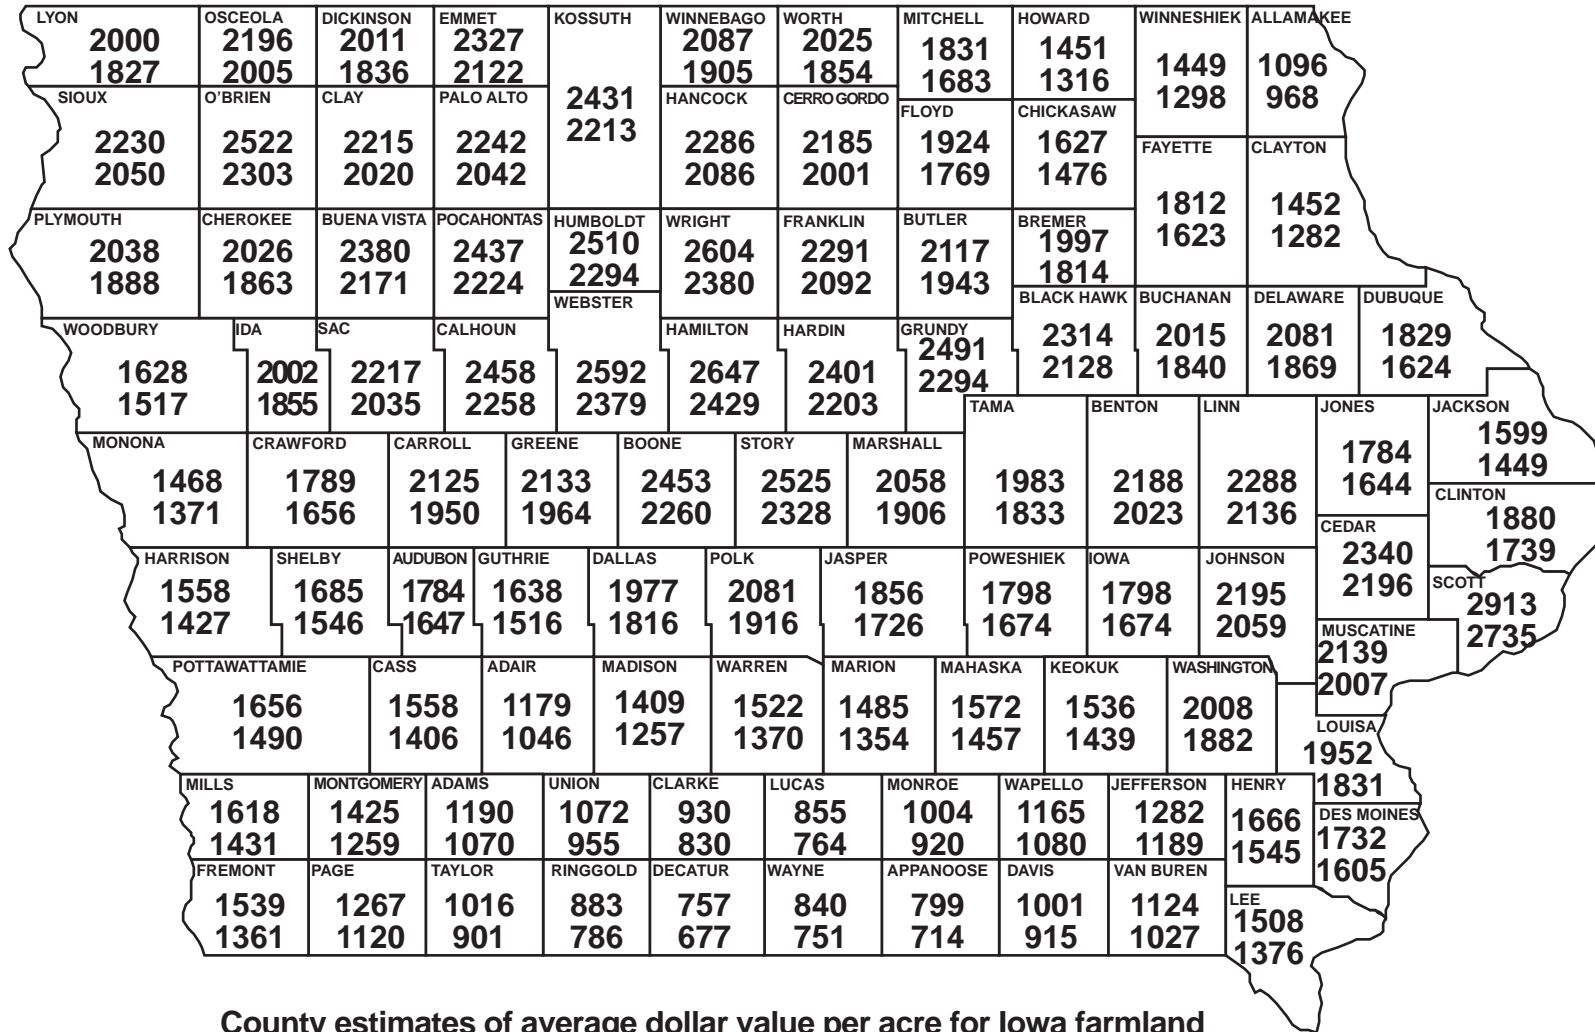 LYON
2000
1827
OSCEOLA
2196
2005
DICKINSON
2011
1836
EMMET
2327
2122
KOSSUTH
2431
2213
WINNEBAGO
2087
1905
WORTH
2025
1854
MITCHELL
1831
1683
HOWARD
1451
1316
WINNESHIEK
1449
1298
ALLAMAKEE
1096
968
SIOUX
2230
2050
O’BRIEN
2522
2303
CLAY
2215
2020
PALO ALTO
2242
2042
HANCOCK
2286
2086
CERRO GORDO
2185
2001
FLOYD
1924
1769
CHICKASAW
1627
1476
FAYETTE
1812
1623
CLAYTON
1452
1282
PLYMOUTH
2038
1888
CHEROKEE
2026
1863
BUENA VISTA
2380
2171
POCAHONTAS
2437
2224
HUMBOLDT
2510
2294
WRIGHT
2604
2380
FRANKLIN
2291
2092
BUTLER
2117
1943
BREMER
1997
1814
WOODBURY
1628
1517
IDA
2002
1855
SAC
2217
2035
CALHOUN
2458
2258
WEBSTER
2592
2379
HAMILTON
2647
2429
HARDIN
2401
2203
GRUNDY
2491
2294
BLACK HAWK
2314
2128
BUCHANAN
2015
1840
DELAWARE
2081
1869
DUBUQUE
1829
1624
MONONA
1468
1371
CRAWFORD
1789
1656
CARROLL
2125
1950
GREENE
2133
1964
BOONE
2453
2260
STORY
2525
2328
MARSHALL
2058
1906
TAMA
1983
1833
BENTON
2188
2023
LINN
2288
2136
JONES
1784
1644
JACKSON
1599
1449
CLINTON
1880
1739
CEDAR
2340
2196
SCOTT
2913
2735
HARRISON
1558
1427
SHELBY
1685
1546
AUDUBON
1784
1647
GUTHRIE
1638
1516
DALLAS
1977
1816
POLK
2081
1916
JASPER
1856
1726
POWESHIEK
1798
1674
IOWA
1798
1674
JOHNSON
2195
2059
MUSCATINE
2139
2007
POTTAWATTAMIE
1656
1490
CASS
1558
1406
ADAIR
1179
1046
MADISON
1409
1257
WARREN
1522
1370
MARION
1485
1354
MAHASKA
1572
1457
KEOKUK
1536
1439
WASHINGTON
2008
1882
LOUISA
1952
1831
MILLS
1618
1431
MONTGOMERY
1425
1259
ADAMS
1190
1070
UNION
1072
955
CLARKE
930
830
LUCAS
855
764
MONROE
1004
920
WAPELLO
1165
1080
JEFFERSON
1282
1189
HENRY
1666
1545
DES MOINES
1732
1605
FREMONT
1539
1361
PAGE
1267
1120
TAYLOR
1016
901
RINGGOLD
883
786
DECATUR
757
677
WAYNE
840
751
APPANOOSE
799
714
DAVIS
1001
915
VAN BUREN
1124
1027
LEE
1508
1376
County estimates of average dollar value per acre for Iowa farmland